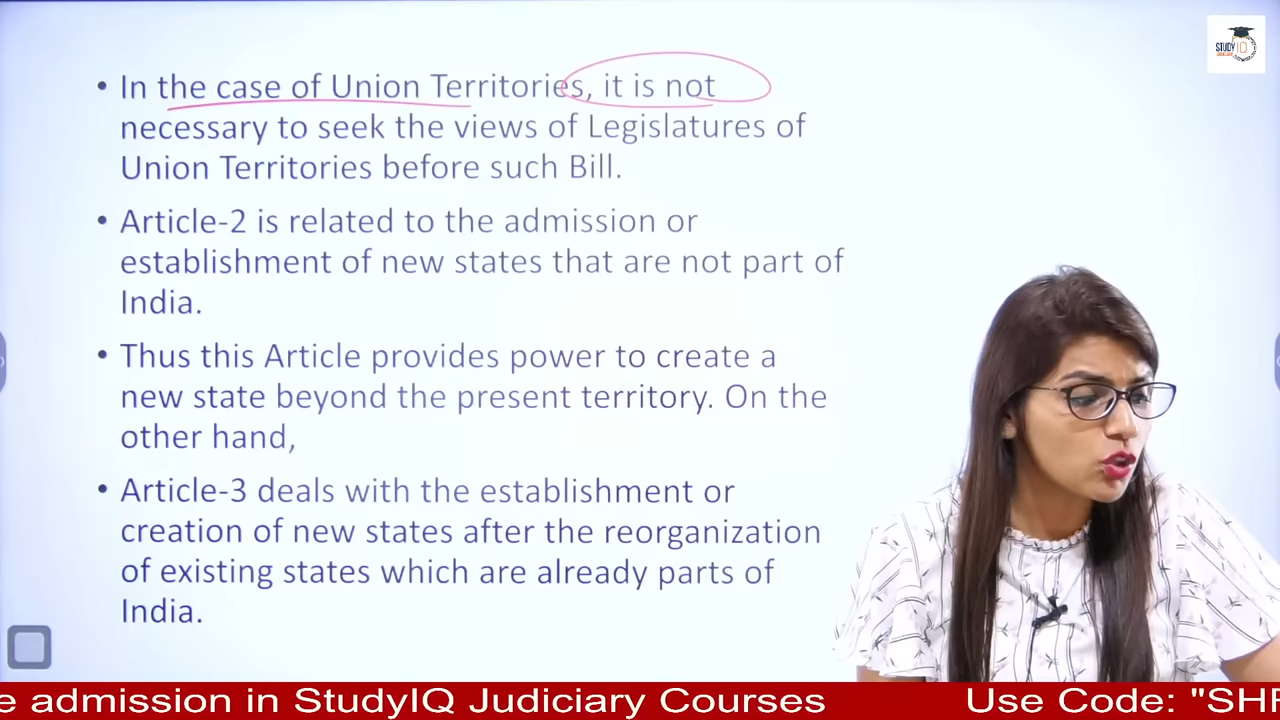 STUDY IQ
• In the case of Union Territories, it is not
necessary to seek the views of Legislatures of
Union Territories before such Bill.
• Article-2 is related to the admission or
establishment of new states that are not part of
India.
• Thus this Article provides power to create a
new state beyond the present territory. On the
other hand,
• Article-3 deals with the establishment or
creation of new states after the reorganization
of existing states which are already parts of
India.
e admission in StudyIQ Judiciary Courses Use Code: "SHR